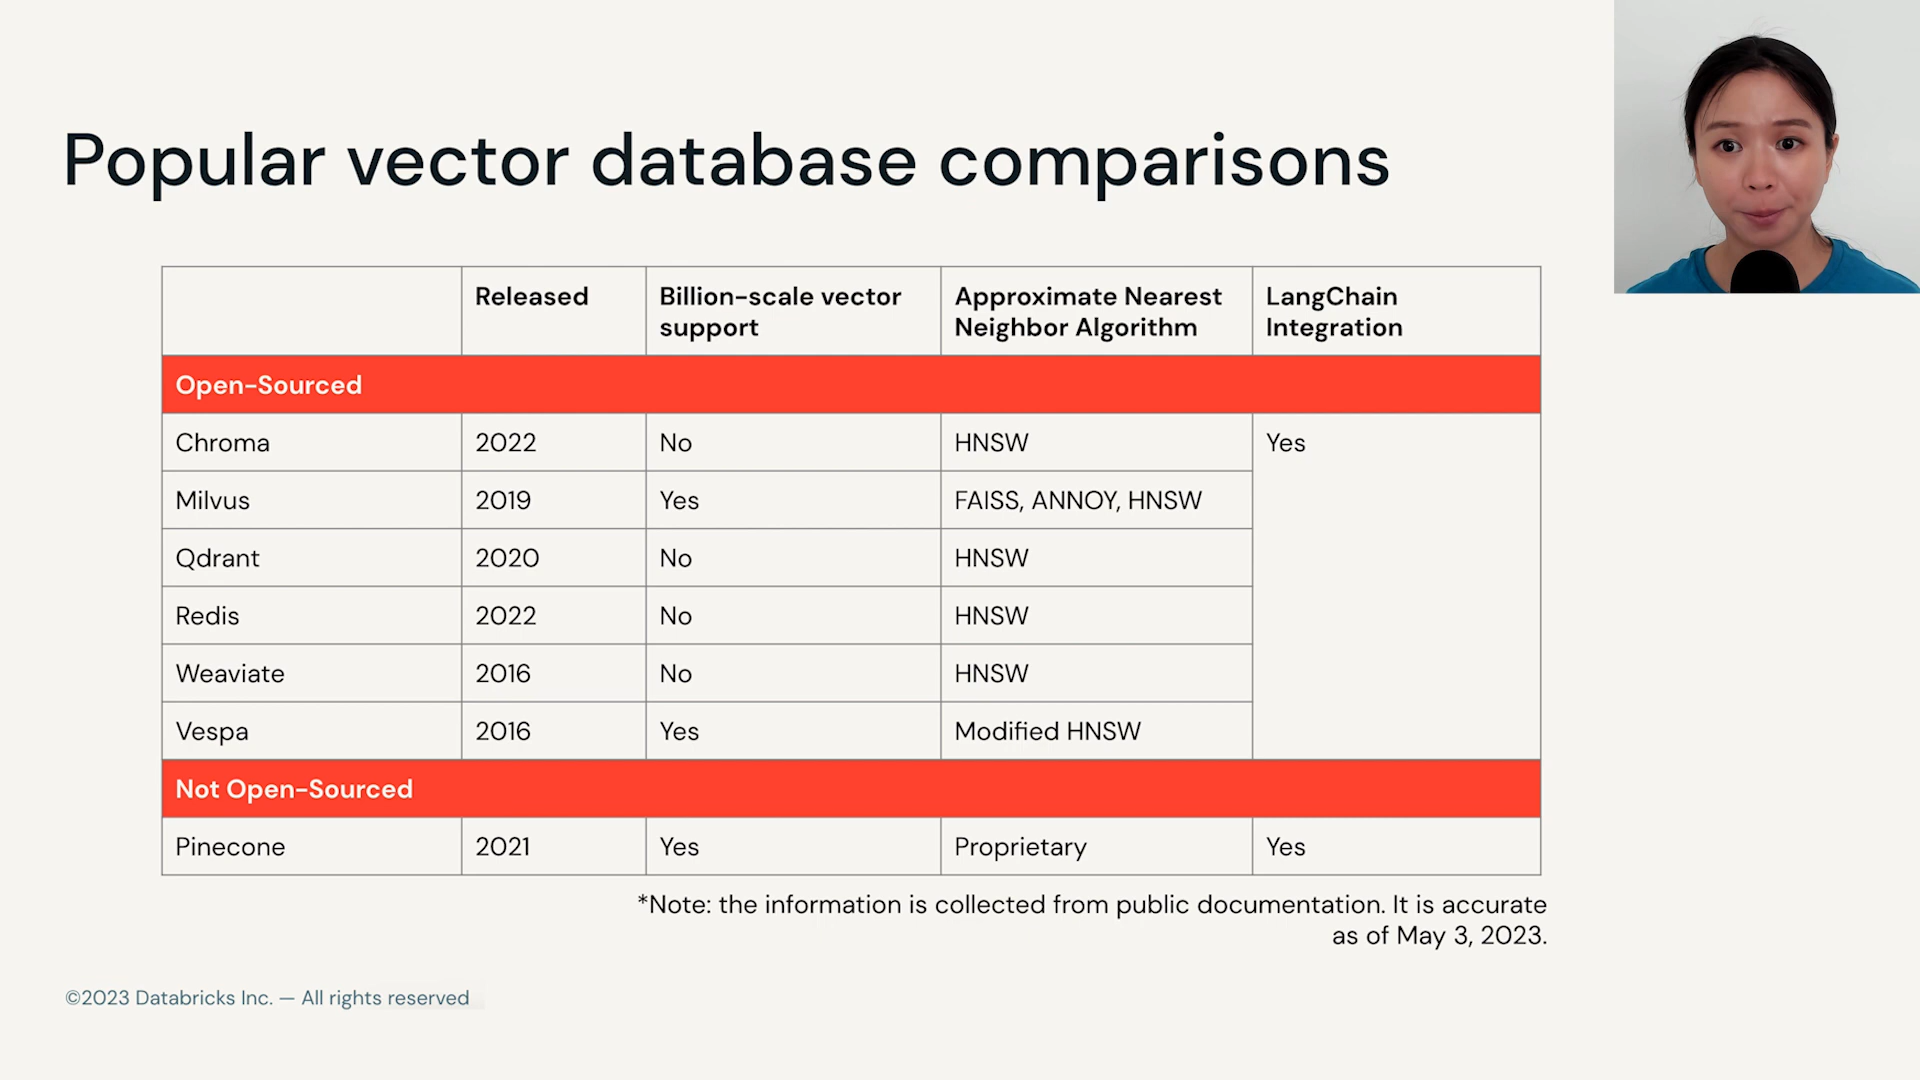 Popular vector database comparisons
Released
Billion-scale vector support
Approximate Nearest Neighbor Algorithm
LangChain Integration
Open-Sourced
Chroma 2022 No HNSW Yes
Milvus 2019 Yes FAISS, ANNOY, HNSW
Qdrant 2020 No HNSW
Redis 2022 No HNSW
Weaviate 2016 No HNSW
Vespa 2016 Yes Modified HNSW
Not Open-Sourced
Pinecone 2021 Yes Proprietary Yes
*Note: the information is collected from public documentation. It is accurate
as of May 3, 2023.
©2023 Databricks Inc. — All rights reserved